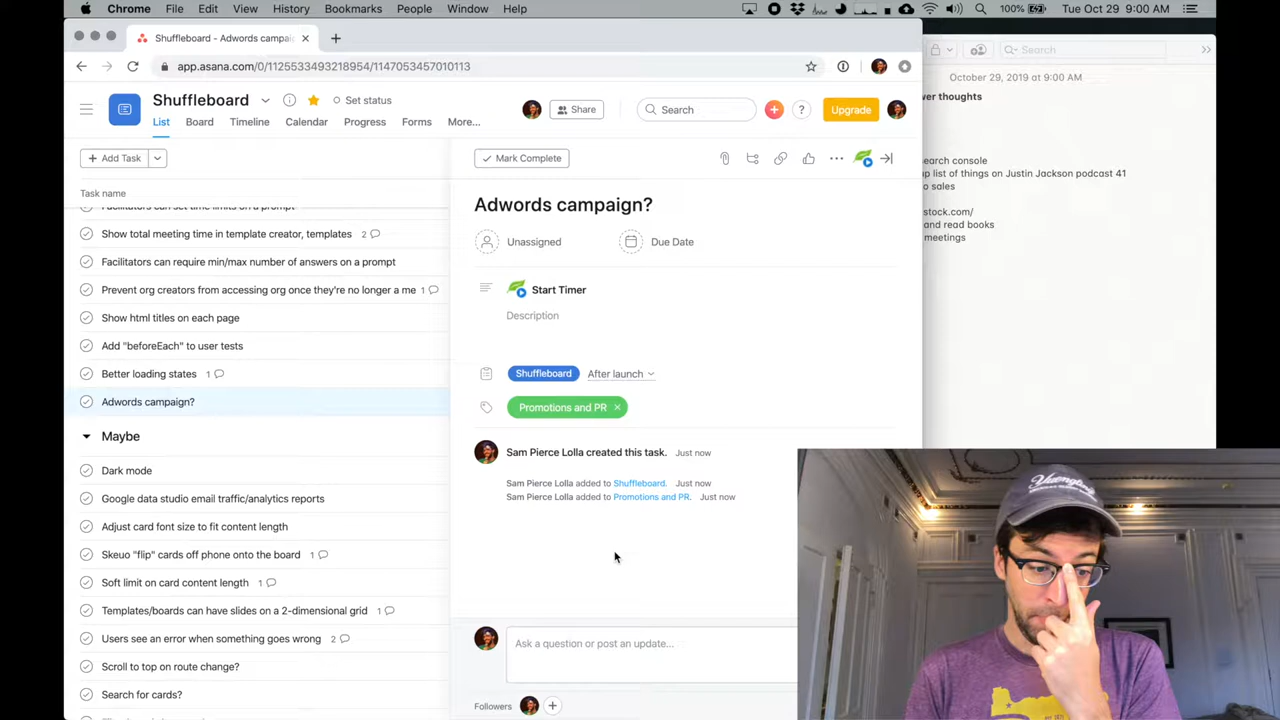 Chrome File Edit View History Bookmarks People Window Help
100% Tue Oct 29 9:00 AM
Shuffleboard - Adwords campai
app.asana.com/0/1125533493218954/1147053457010113
Shuffleboard
Set status
Share
Search
Upgrade
List Board Timeline Calendar Progress Forms More...
Add Task
Mark Complete
Task name
Facilitators can set time limits on a prompt
Show total meeting time in template creator, templates 2
Facilitators can require min/max number of answers on a prompt
Prevent org creators from accessing org once they're no longer a me 1
Show html titles on each page
Add "beforeEach" to user tests
Better loading states 1
Adwords campaign?
Maybe
Dark mode
Google data studio email traffic/analytics reports
Adjust card font size to fit content length
Skeuo "flip" cards off phone onto the board 1
Soft limit on card content length 1
Templates/boards can have slides on a 2-dimensional grid 1
Users see an error when something goes wrong 2
Scroll to top on route change?
Search for cards?
Adwords campaign?
Unassigned
Due Date
Start Timer
Description
Shuffleboard After launch
Promotions and PR
Sam Pierce Lolla created this task. Just now
Sam Pierce Lolla added to Shuffleboard. Just now
Sam Pierce Lolla added to Promotions and PR. Just now
Ask a question or post an update...
Followers
Search
October 29, 2019 at 9:00 AM
wer thoughts
earch console
up list of things on Justin Jackson podcast 41
o sales
stock.com/
and read books
meetings
Yuengling